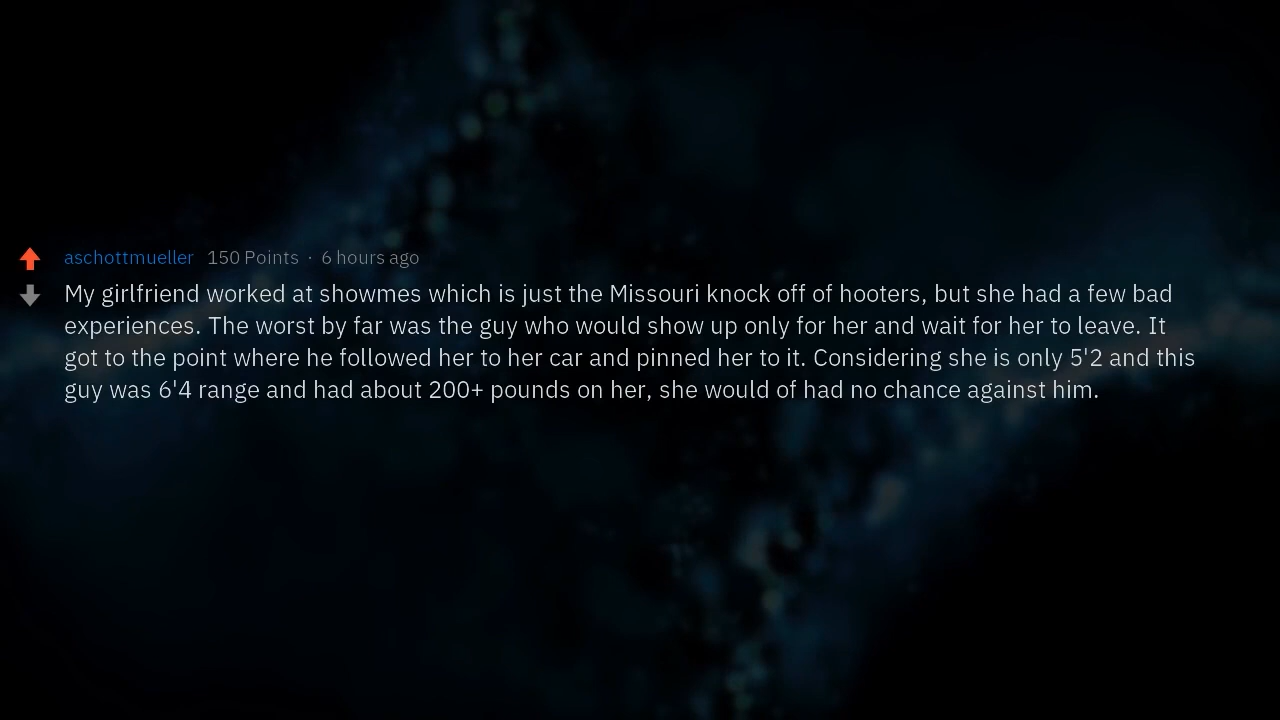 aschottmueller 150 Points · 6 hours ago
My girlfriend worked at showmes which is just the Missouri knock off of hooters, but she had a few bad
experiences. The worst by far was the guy who would show up only for her and wait for her to leave. It
got to the point where he followed her to her car and pinned her to it. Considering she is only 5'2 and this
guy was 6'4 range and had about 200+ pounds on her, she would of had no chance against him.